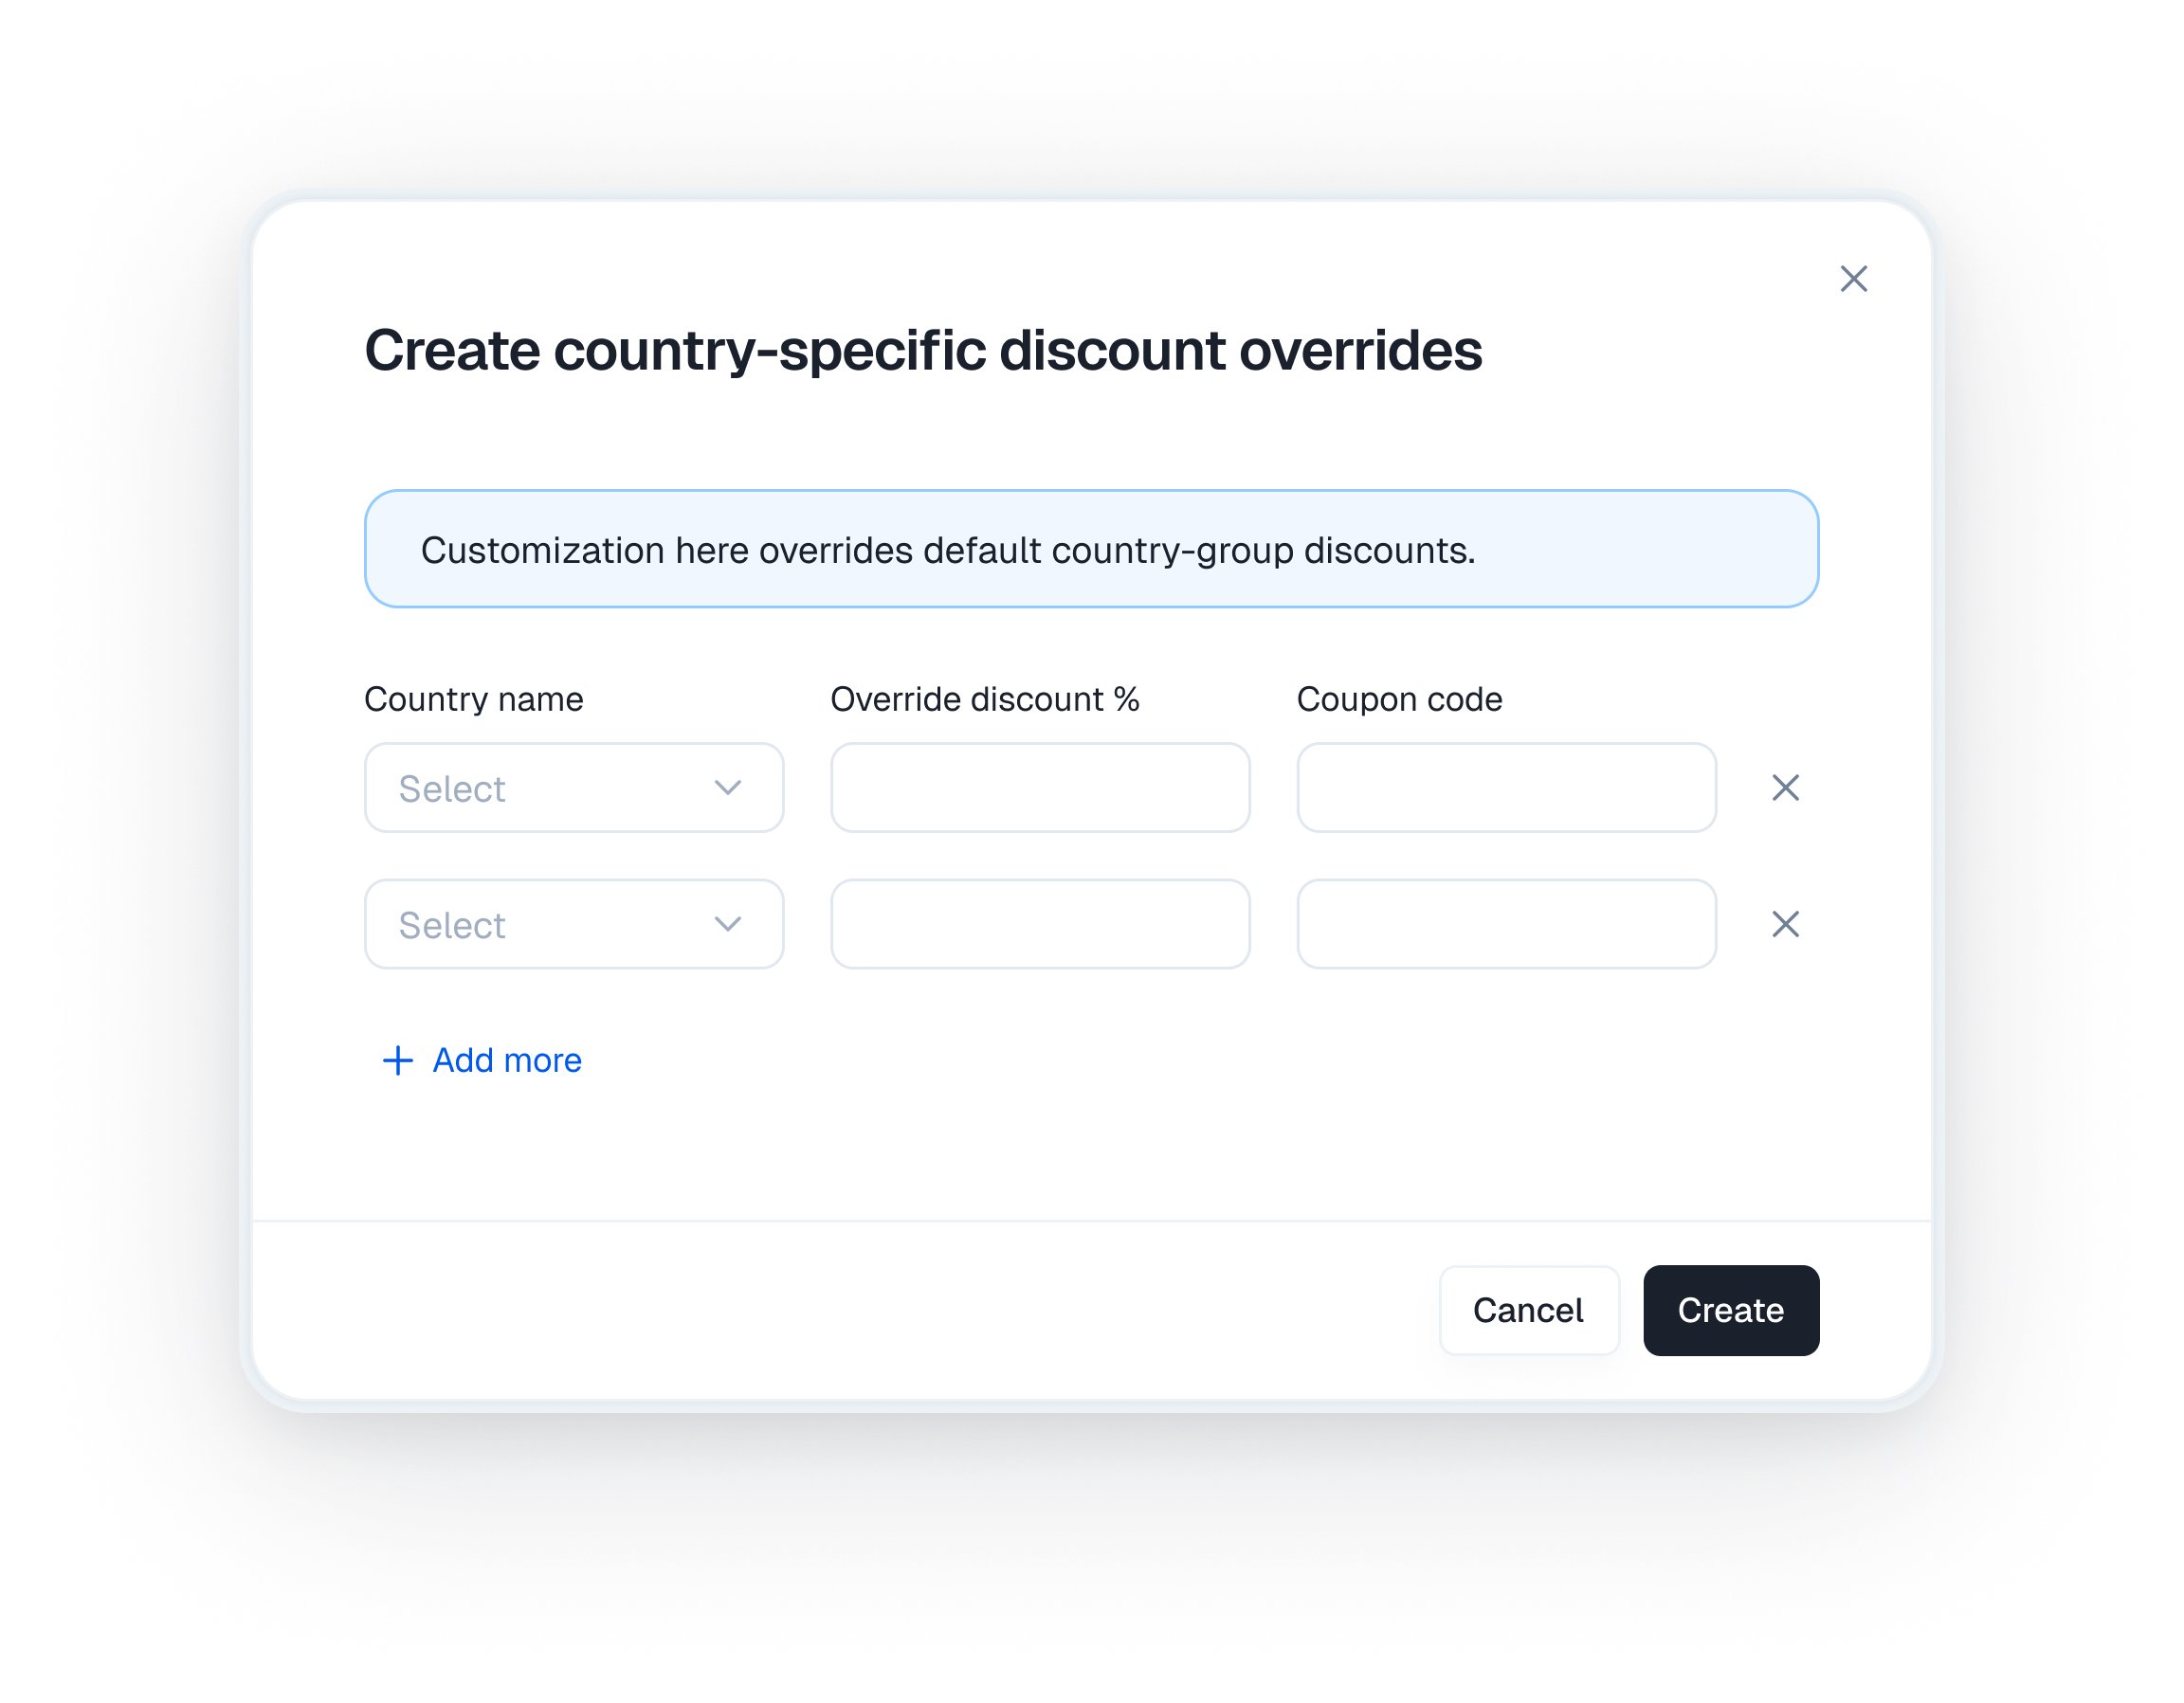 Create country-specific discount overrides
Customization here overrides default country-group discounts.
Country name Override discount % Coupon code
Select
Select
Add more
Cancel Create